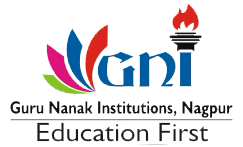 GNI
Guru Nanak Institutions, Nagpur
Education First